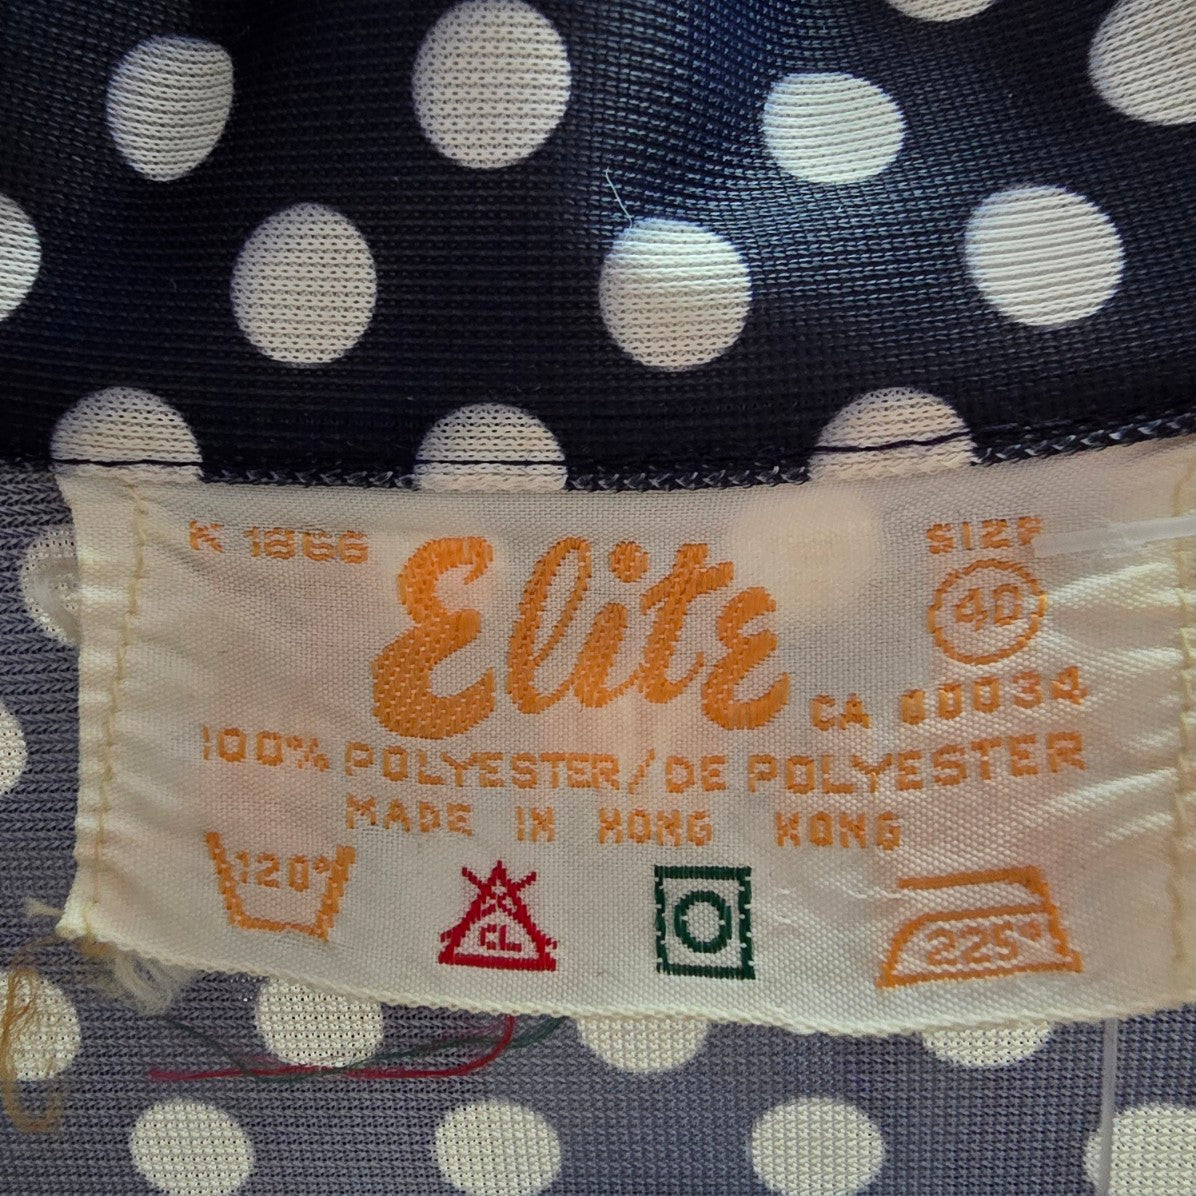 K 1866
Elite
SIZE
40
CA 00034
100% POLYESTER/DE POLYESTER
MADE IN HONG KONG
120°
CL
225°